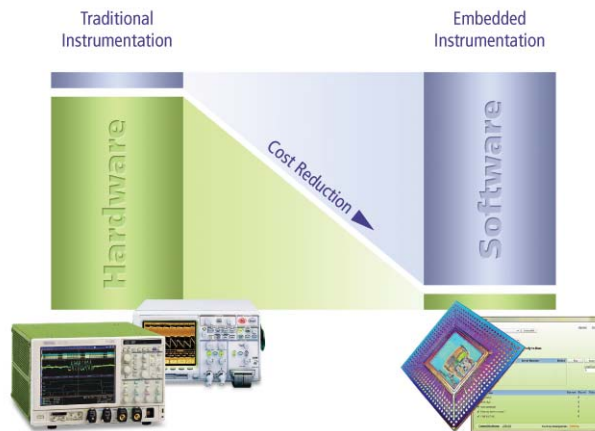 Traditional
Instrumentation
Embedded
Instrumentation
Hardware
Cost Reduction
Software